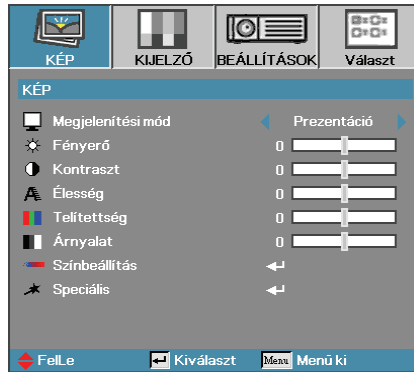 KÉP KIJELZŐ BEÁLLÍTÁSOK Választ
KÉP
Megjelenítési mód Prezentáció
Fényerő 0
Kontraszt 0
Élesség 0
Telítettség 0
Árnyalat 0
Színbeállítás
Speciális
FelLe Kiválaszt Menu Menü ki